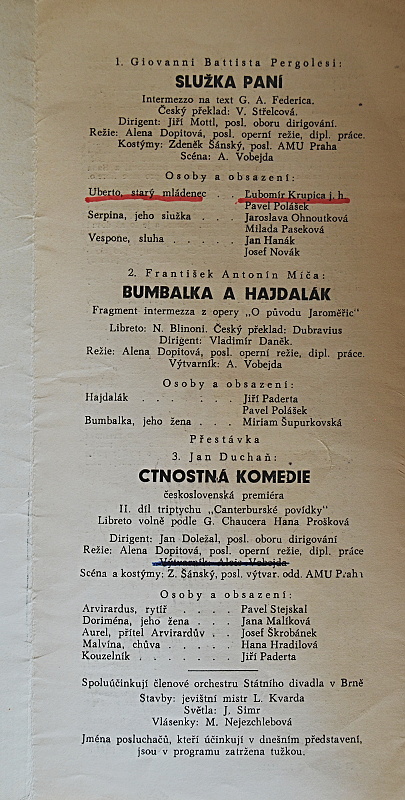 1. Giovanni Battista Pergolesi:
SLUŽKA PANÍ
Intermezzo na text G. A. Federica.
Český překlad: V. Střelcová.
Dirigent: Jiří Mottl, posl. oboru dirigování.
Režie: Alena Dopitová, posl. operní režie, dipl. práce.
Kostýmy: Zdeněk Šánský, posl. AMU Praha
Scéna: A. Vobejda
Osoby a obsazení:
Uberto, starý mládenec . . Ľubomír Krupica j. h.
Pavel Polášek
Serpina, jeho služka . . . Jaroslava Ohnoutková
Milada Paseková
Vespone, sluha . . . . Jan Hanák
Josef Novák
2. František Antonín Míča:
BUMBALKA A HAJDALÁK
Fragment intermezza z opery „O původu Jaroměřic"
Libreto: N. Blinoni. Český překlad: Dubravius
Dirigent: Vladimír Daněk.
Režie: Alena Dopitová, posl. operní režie, dipl. práce.
Výtvarník: A. Vobejda
Osoby a obsazení:
Hajdalák . . . . . . Jiří Paderta
Pavel Polášek
Bumbalka, jeho žena . . . Miriam Šupurkovská
Přestávka
3. Jan Duchaň:
CTNOSTNÁ KOMEDIE
československá premiéra
II. díl triptychu „Canterburské povídky"
Libreto volně podle G. Chaucera Hana Prošková
Dirigent: Jan Doležal, posl. oboru dirigování
Režie: Alena Dopitová, posl. operní režie, dipl. práce
Výtvarník: Alois Vobejda
Scéna a kostýmy: Z. Šánský, posl. výtvar. odd. AMU Praha
Osoby a obsazení:
Arvirardus, rytíř . . . . Pavel Stejskal
Doriména, jeho žena . . . Jana Malíková
Aurel, přítel Arvirardův . . Josef Škrobánek
Malvína, chůva . . . . Hana Hradilová
Kouzelník . . . . . . Jiří Paderta
Spoluúčinkují členové orchestru Státního divadla v Brně
Stavby: jevištní mistr L. Kvarda
Světla: J. Šimr
Vlásenky: M. Nejezchlebová
Jména posluchačů, kteří účinkují v dnešním představení,
jsou v programu zatržena tužkou.